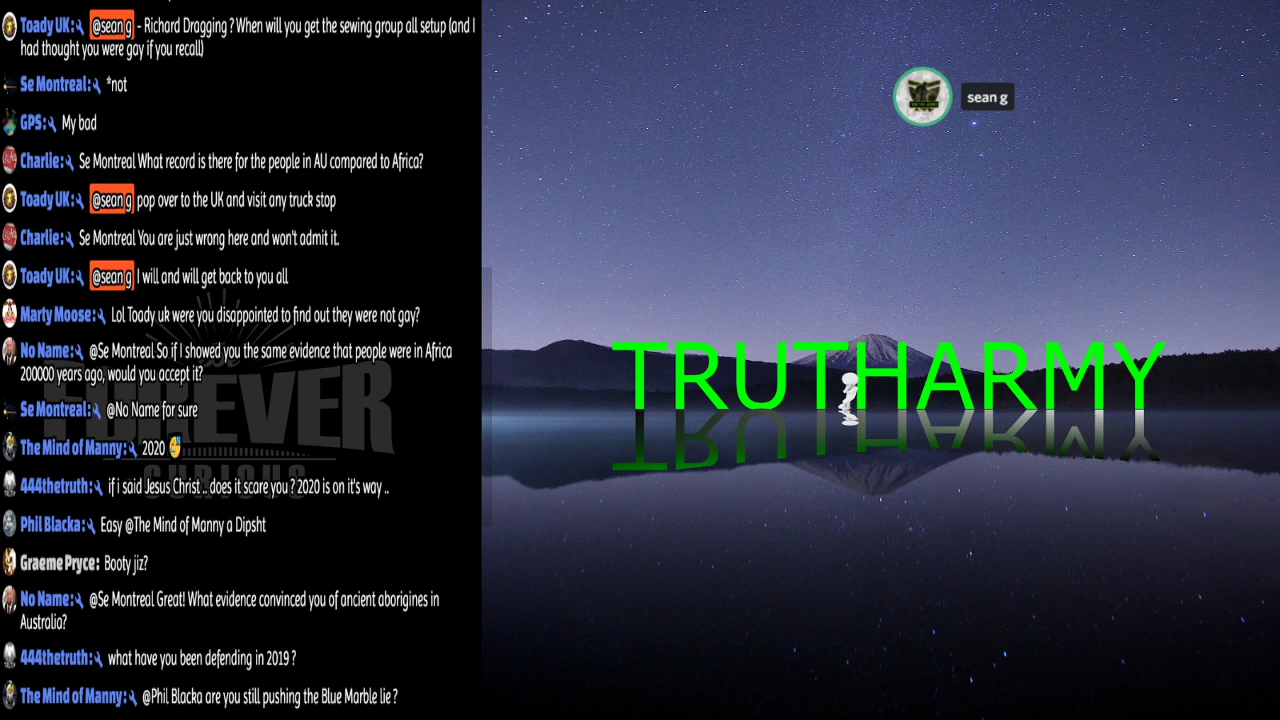 Toady UK: @sean g - Richard Dragging ? When will you get the sewing group all setup (and I
had thought you were gay if you recall)
Se Montreal: *not
GPS: My bad
Charlie: Se Montreal What record is there for the people in AU compared to Africa?
Toady UK: @sean g pop over to the UK and visit any truck stop
Charlie: Se Montreal You are just wrong here and won't admit it.
Toady UK: @sean g I will and will get back to you all
Marty Moose: Lol Toady uk were you disappointed to find out they were not gay?
No Name: @Se Montreal So if I showed you the same evidence that people were in Africa
200000 years ago, would you accept it?
Se Montreal: @No Name for sure
The Mind of Manny: 2020 🥳
444thetruth: if i said Jesus Christ .. does it scare you ? 2020 is on it's way ..
Phil Blacka: Easy @The Mind of Manny a Dipsht
Graeme Pryce: Booty jiz?
No Name: @Se Montreal Great! What evidence convinced you of ancient aborigines in
Australia?
444thetruth: what have you been defending in 2019 ?
The Mind of Manny: @Phil Blacka are you still pushing the Blue Marble lie ?
FOREVER
CURIOUS
sean g
TRUTHARMY